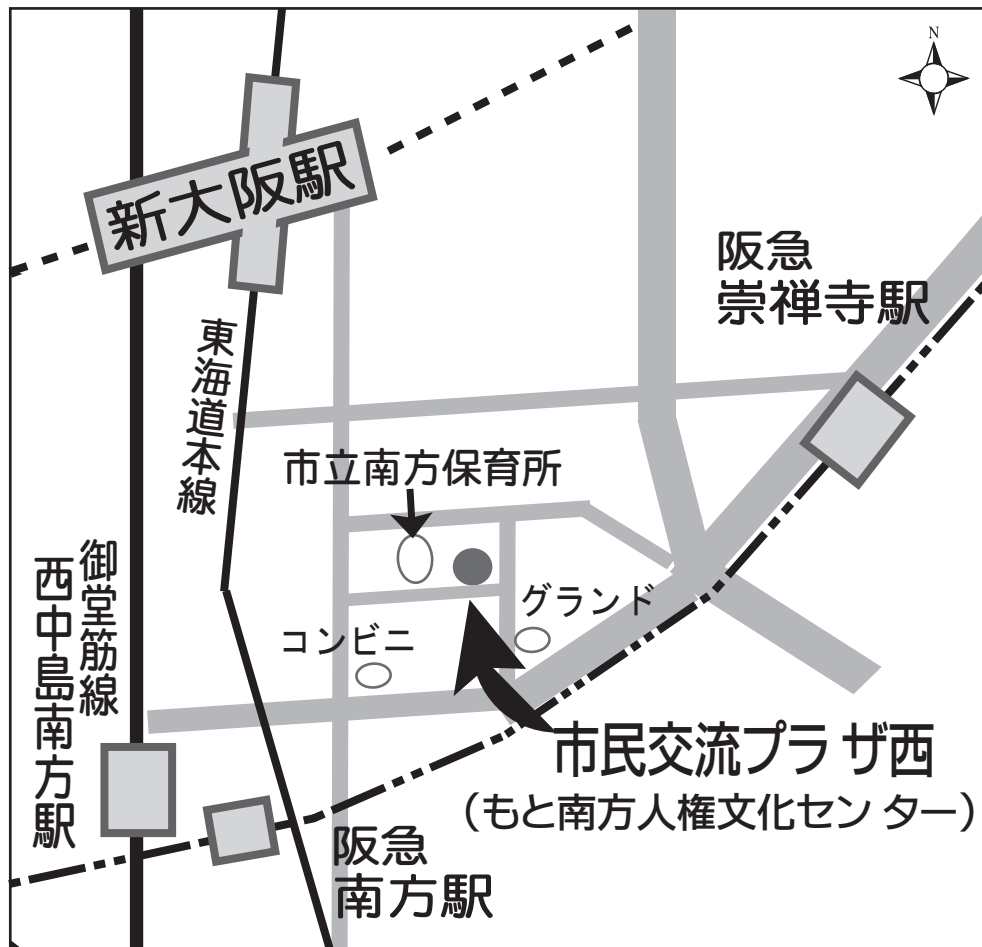 N
新大阪駅
阪急
崇禅寺駅
東海道本線
市立南方保育所
御堂筋線
西中島南方駅
グランド
コンビニ
市民交流プラザ西
(もと南方人権文化センター)
阪急
南方駅